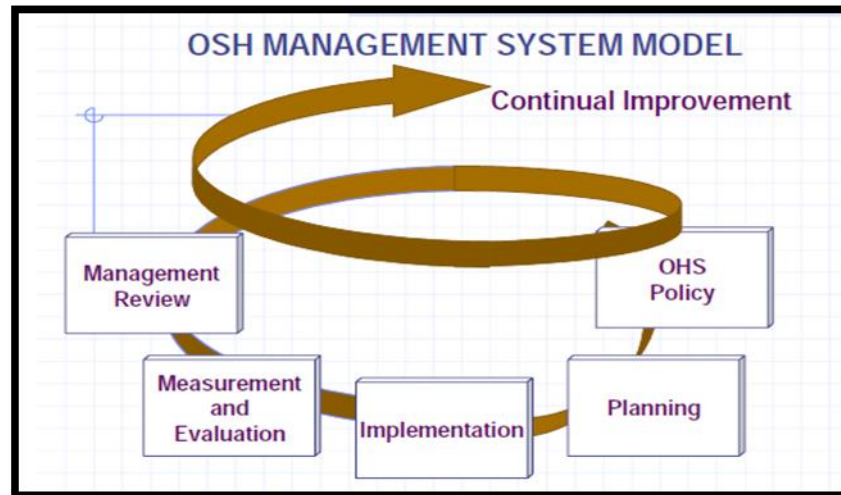 OSH MANAGEMENT SYSTEM MODEL
Continual Improvement
Management
Review
OHS
Policy
Measurement
and
Evaluation
Implementation
Planning